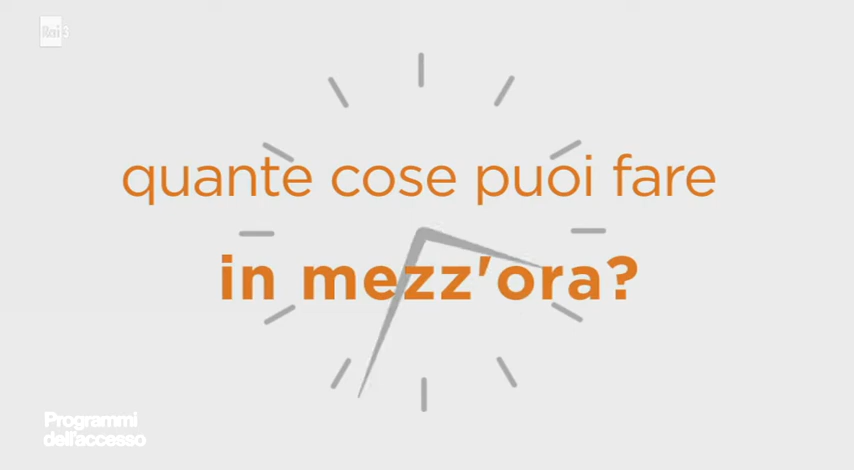 Rai 3
quante cose puoi fare
in mezz'ora?
Programmi
dell'accesso